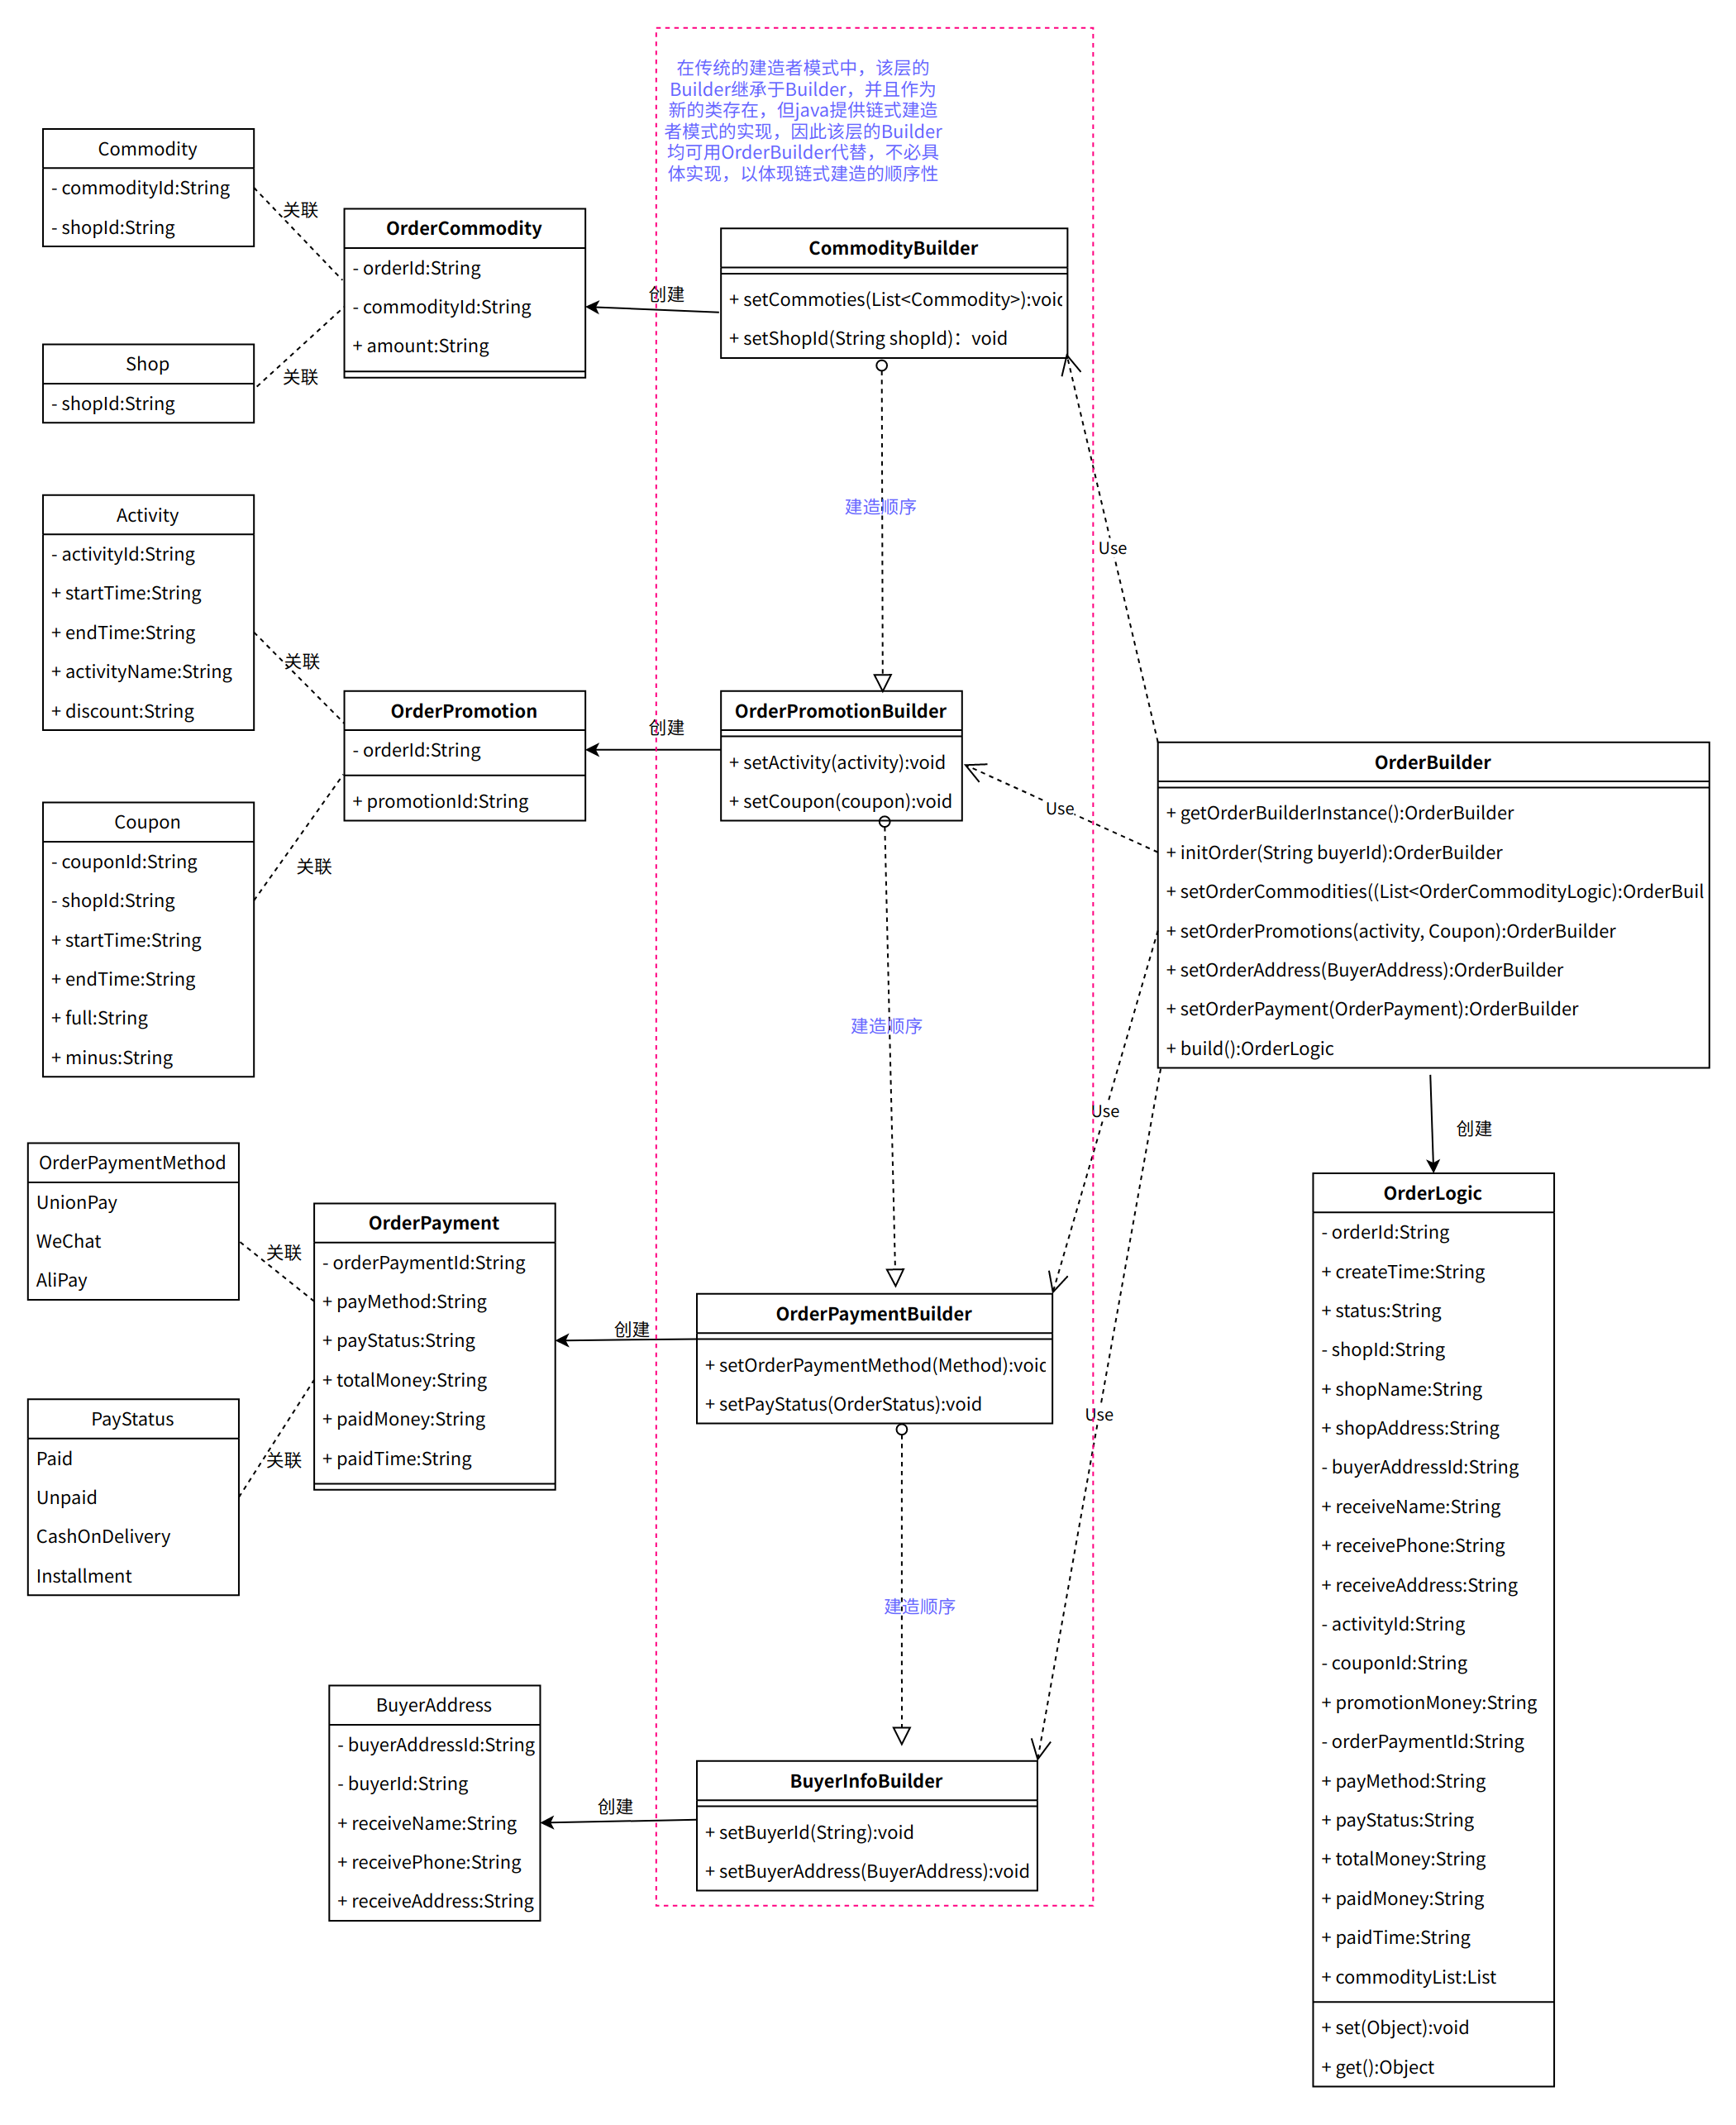 在传统的建造者模式中，该层的
Builder继承于Builder，并且作为
新的类存在，但java提供链式建造
者模式的实现，因此该层的Builder
均可用OrderBuilder代替，不必具
体实现，以体现链式建造的顺序性
Commodity
- commodityId:String
- shopId:String
关联
Shop
- shopId:String
关联
OrderCommodity
- orderId:String
- commodityId:String
+ amount:String
创建
CommodityBuilder
+ setCommoties(List<Commodity>):voic
+ setShopId(String shopId)：void
建造顺序
Use
Activity
- activityId:String
+ startTime:String
+ endTime:String
+ activityName:String
+ discount:String
关联
Coupon
- couponId:String
- shopId:String
+ startTime:String
+ endTime:String
+ full:String
+ minus:String
关联
OrderPromotion
- orderId:String
+ promotionId:String
创建
OrderPromotionBuilder
+ setActivity(activity):void
+ setCoupon(coupon):void
Use
建造顺序
OrderBuilder
+ getOrderBuilderInstance():OrderBuilder
+ initOrder(String buyerId):OrderBuilder
+ setOrderCommodities((List<OrderCommodityLogic):OrderBuil
+ setOrderPromotions(activity, Coupon):OrderBuilder
+ setOrderAddress(BuyerAddress):OrderBuilder
+ setOrderPayment(OrderPayment):OrderBuilder
+ build():OrderLogic
Use
创建
OrderPaymentMethod
UnionPay
WeChat
AliPay
关联
PayStatus
Paid
Unpaid
CashOnDelivery
Installment
关联
OrderPayment
- orderPaymentId:String
+ payMethod:String
+ payStatus:String
+ totalMoney:String
+ paidMoney:String
+ paidTime:String
创建
OrderPaymentBuilder
+ setOrderPaymentMethod(Method):voic
+ setPayStatus(OrderStatus):void
Use
建造顺序
BuyerAddress
- buyerAddressId:String
- buyerId:String
+ receiveName:String
+ receivePhone:String
+ receiveAddress:String
创建
BuyerInfoBuilder
+ setBuyerId(String):void
+ setBuyerAddress(BuyerAddress):void
OrderLogic
- orderId:String
+ createTime:String
+ status:String
- shopId:String
+ shopName:String
+ shopAddress:String
- buyerAddressId:String
+ receiveName:String
+ receivePhone:String
+ receiveAddress:String
- activityId:String
- couponId:String
+ promotionMoney:String
- orderPaymentId:String
+ payMethod:String
+ payStatus:String
+ totalMoney:String
+ paidMoney:String
+ paidTime:String
+ commodityList:List
+ set(Object):void
+ get():Object